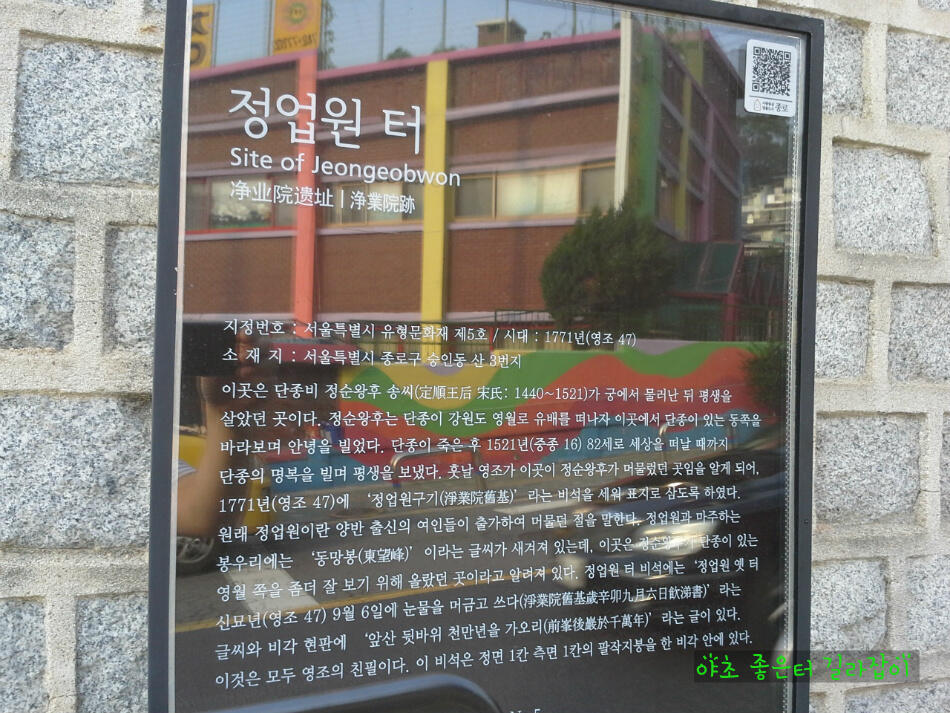 정업원 터
Site of Jeongeobwon
净业院遗址 | 浄業院跡
지정번호 : 서울특별시 유형문화재 제5호 / 시대 : 1771년(영조 47)
소 재 지 : 서울특별시 종로구 숭인동 산 3번지
이곳은 단종비 정순왕후 송씨(定順王后 宋氏: 1440~1521)가 궁에서 물러난 뒤 평생을
살았던 곳이다. 정순왕후는 단종이 강원도 영월로 유배를 떠나자 이곳에서 단종이 있는 동쪽을
바라보며 안녕을 빌었다. 단종이 죽은 후 1521년(중종 16) 82세로 세상을 떠날 때까지
단종의 명복을 빌며 평생을 보냈다. 훗날 영조가 이곳이 정순왕후가 머물렀던 곳임을 알게 되어,
1771년(영조 47)에 ‘정업원구기(淨業院舊基)’라는 비석을 세워 표지로 삼도록 하였다.
원래 정업원이란 양반 출신의 여인들이 출가하여 머물던 절을 말한다. 정업원과 마주하는
봉우리에는 ‘동망봉(東望峰)’이라는 글씨가 새겨져 있는데, 이곳은 정순왕후가 단종이 있는
영월 쪽을 좀더 잘 보기 위해 올랐던 곳이라고 알려져 있다. 정업원 터 비석에는 ‘정업원 옛 터
신묘년(영조 47) 9월 6일에 눈물을 머금고 쓰다(淨業院舊基歲辛卯九月六日飮涕書)’라는
글씨와 비각 현판에 ‘앞산 뒷바위 천만년을 가오리(前峯後巖於千萬年)’라는 글이 있다.
이것은 모두 영조의 친필이다. 이 비석은 정면 1칸 측면 1칸의 팔작지붕을 한 비각 안에 있다.
야초 좋은터 길라잡이